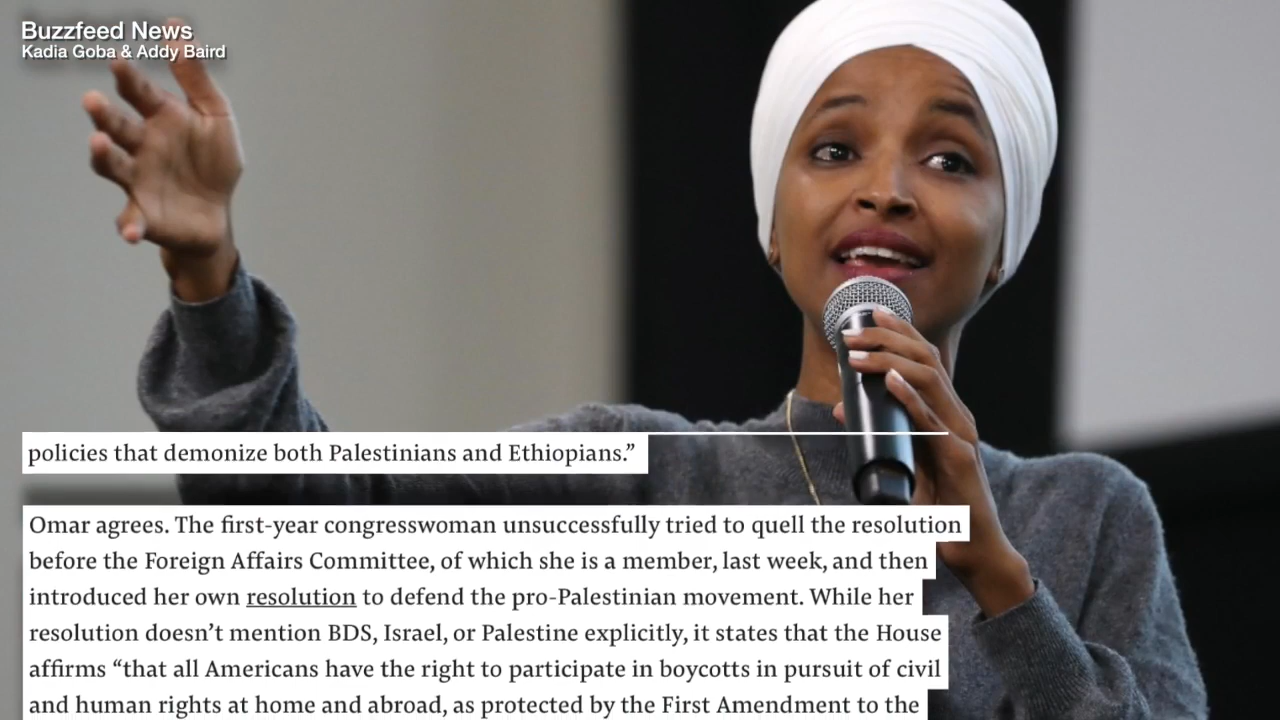 Buzzfeed News
Kadia Goba & Addy Baird
policies that demonize both Palestinians and Ethiopians.”
Omar agrees. The first-year congresswoman unsuccessfully tried to quell the resolution
before the Foreign Affairs Committee, of which she is a member, last week, and then
introduced her own resolution to defend the pro-Palestinian movement. While her
resolution doesn’t mention BDS, Israel, or Palestine explicitly, it states that the House
affirms “that all Americans have the right to participate in boycotts in pursuit of civil
and human rights at home and abroad, as protected by the First Amendment to the